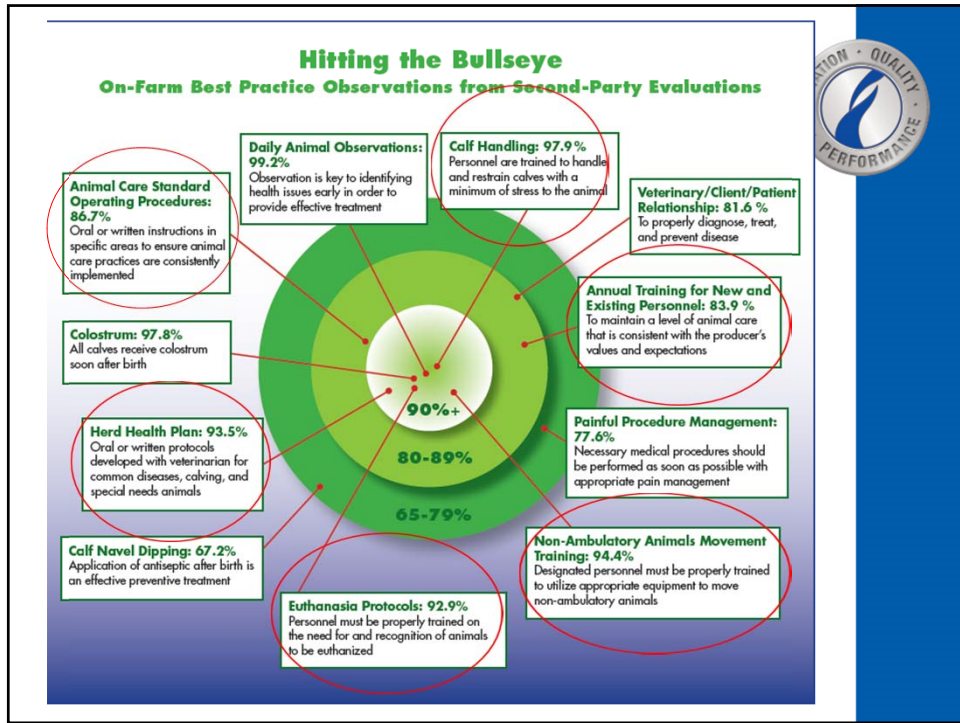 Hitting the Bullseye
On-Farm Best Practice Observations from Second-Party Evaluations
Daily Animal Observations:
99.2%
Observation is key to identifying
health issues early in order to
provide effective treatment
Calf Handling: 97.9%
Personnel are trained to handle
and restrain calves with a
minimum of stress to the animal
Animal Care Standard
Operating Procedures:
86.7%
Oral or written instructions in
specific areas to ensure animal
care practices are consistently
implemented
Veterinary/Client/Patient
Relationship: 81.6 %
To properly diagnose, treat,
and prevent disease
Annual Training for New and
Existing Personnel: 83.9 %
To maintain a level of animal care
that is consistent with the producer's
values and expectations
Colostrum: 97.8%
All calves receive colostrum
soon after birth
Herd Health Plan: 93.5%
Oral or written protocols
developed with veterinarian for
common diseases, calving, and
special needs animals
Painful Procedure Management:
77.6%
Necessary medical procedures should
be performed as soon as possible with
appropriate pain management
90%+
80-89%
65-79%
Calf Navel Dipping: 67.2%
Application of antiseptic after birth is
an effective preventive treatment
Euthanasia Protocols: 92.9%
Personnel must be properly trained on
the need for and recognition of animals
to be euthanized
Non-Ambulatory Animals Movement
Training: 94.4%
Designated personnel must be properly trained
to utilize appropriate equipment to move
non-ambulatory animals
QUALITY
PERFORMANCE